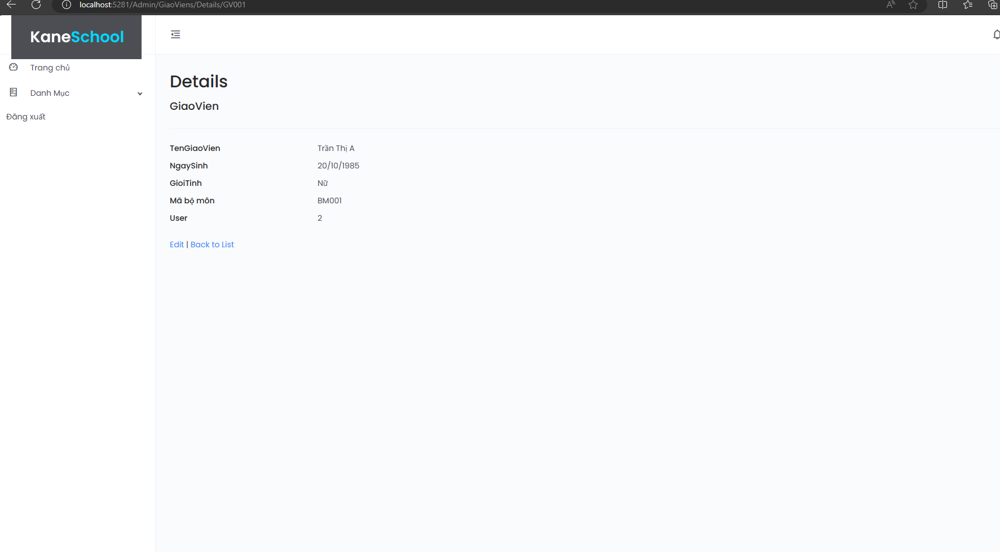 localhost:5281/Admin/GiaoViens/Details/GV001
KaneSchool
Trang chủ
Danh Mục
Đăng xuất
Details
GiaoVien
TenGiaoVien Trần Thị A
NgaySinh 20/10/1985
GioiTinh Nữ
Mã bộ môn BM001
User 2
Edit | Back to List